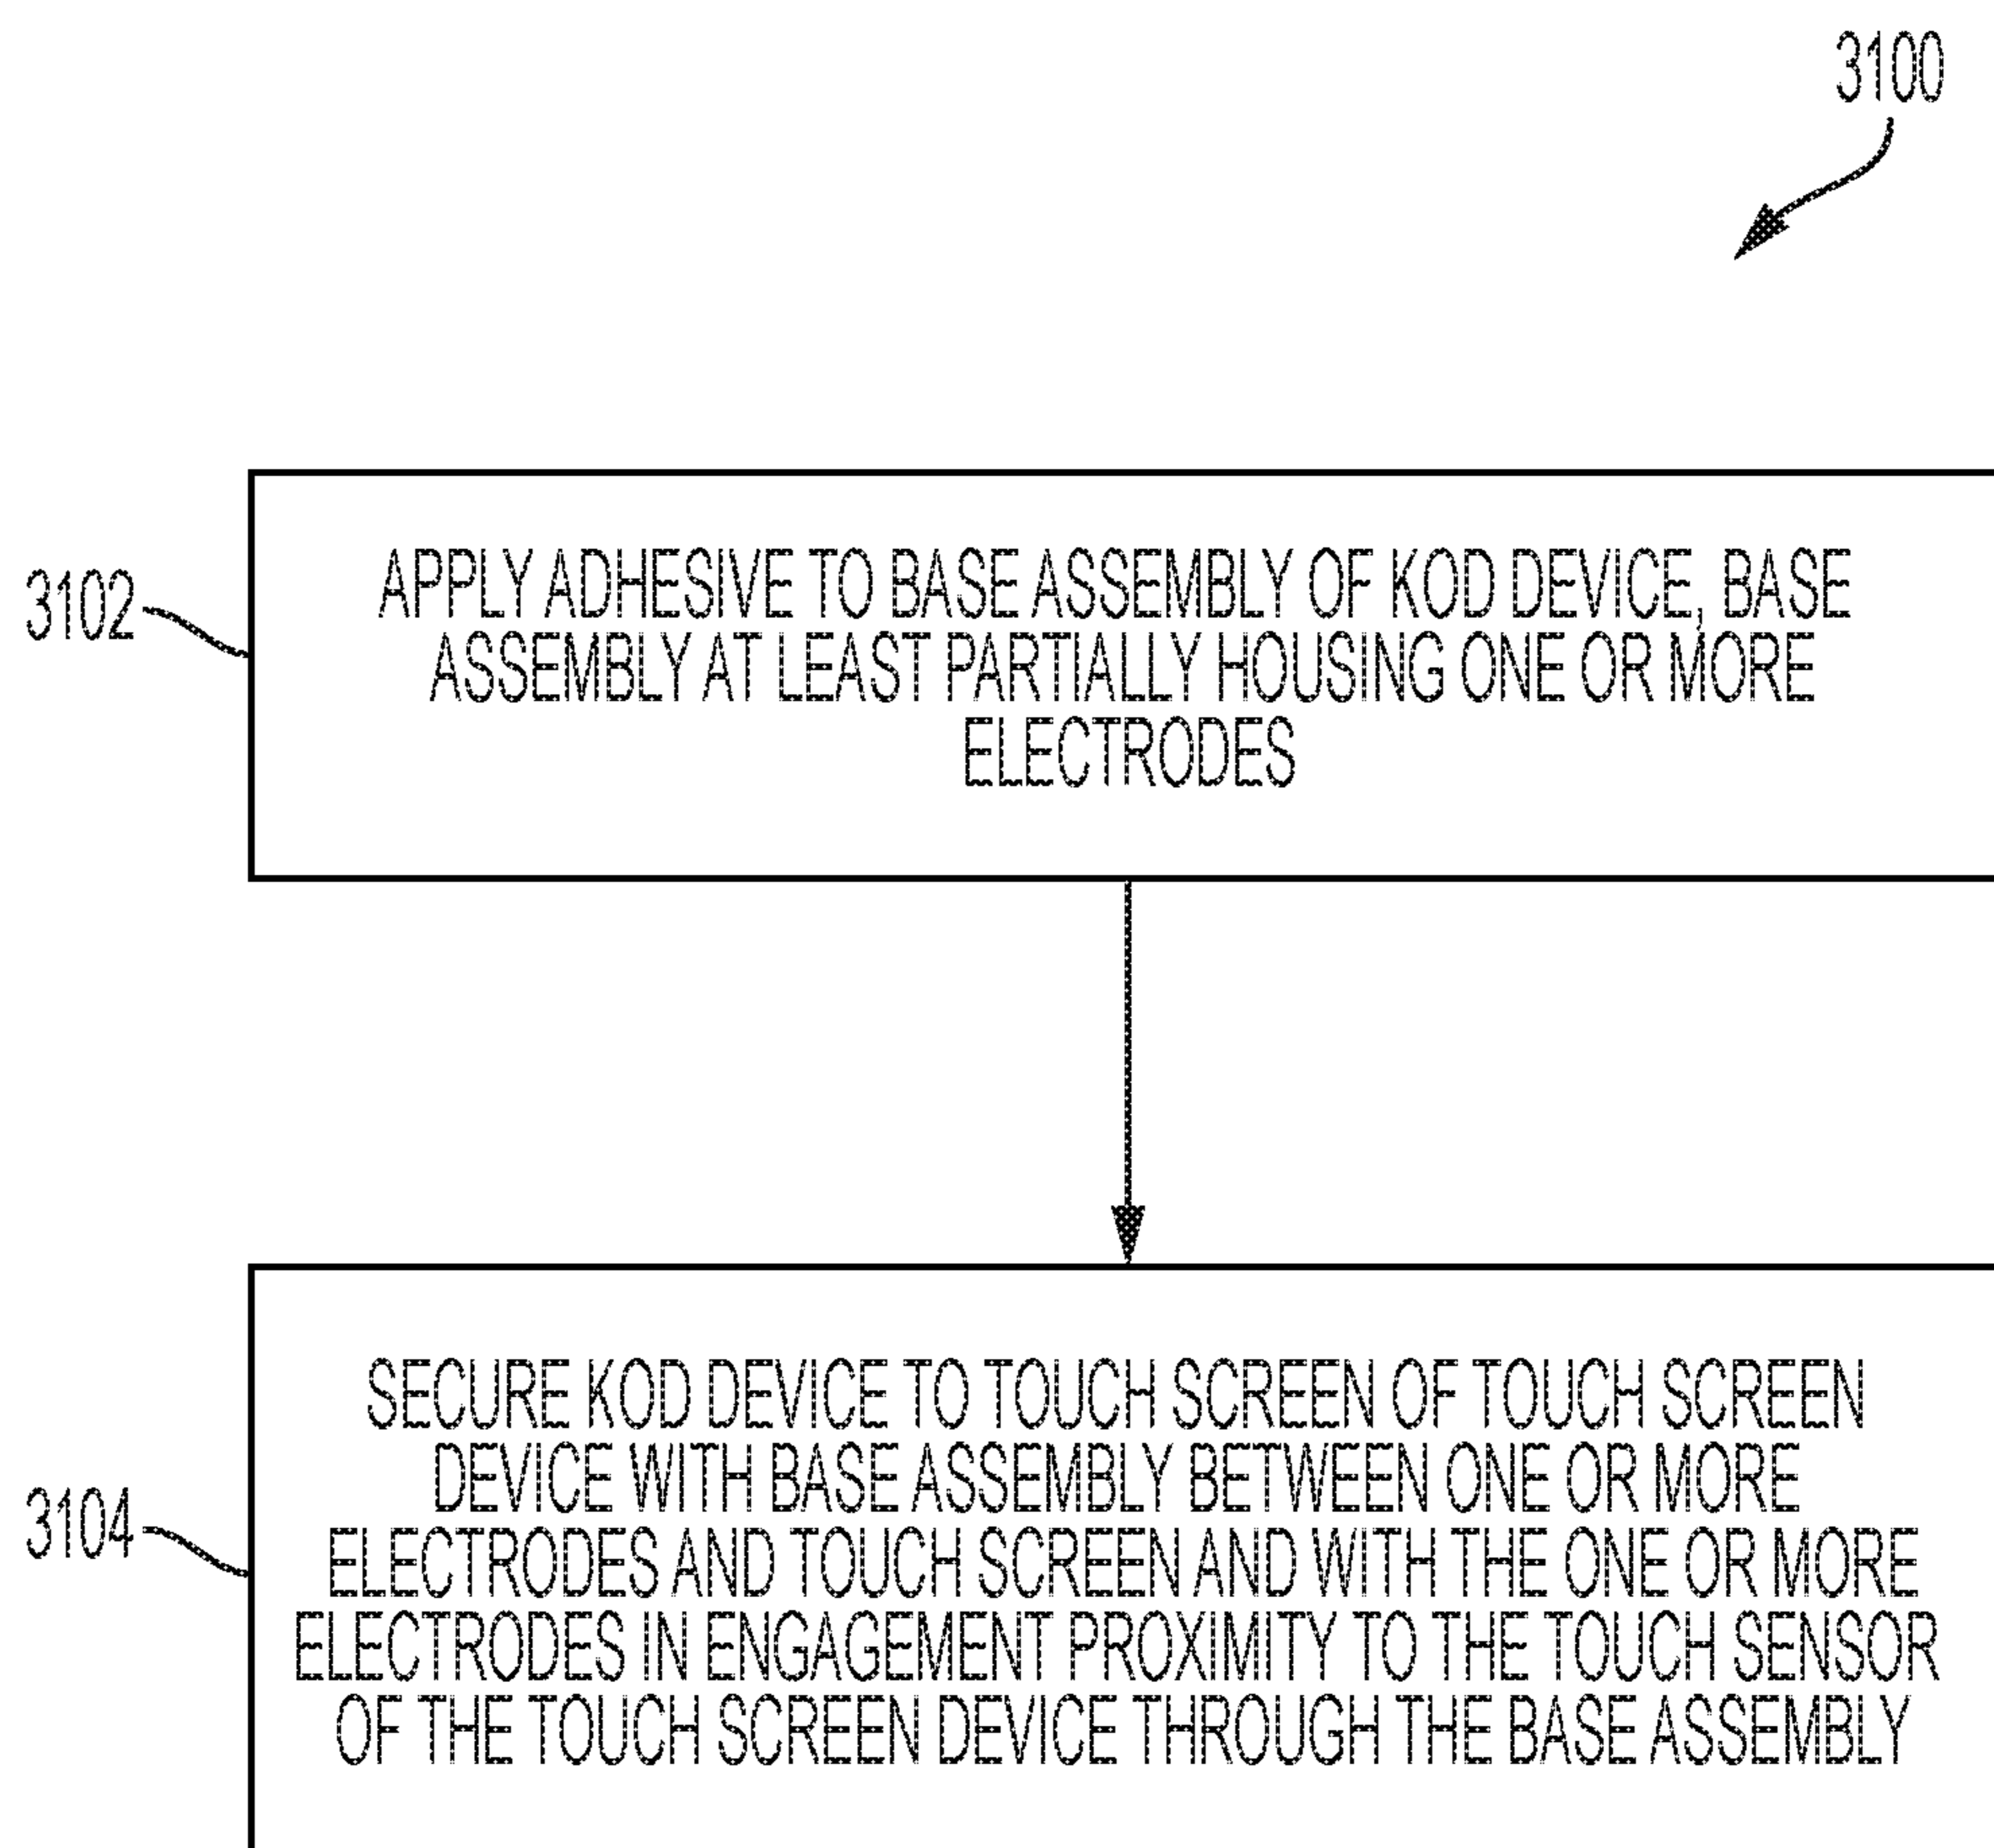 3100
3102
APPLY ADHESIVE TO BASE ASSEMBLY OF KOD DEVICE, BASE
ASSEMBLY AT LEAST PARTIALLY HOUSING ONE OR MORE
ELECTRODES
3104
SECURE KOD DEVICE TO TOUCH SCREEN OF TOUCH SCREEN
DEVICE WITH BASE ASSEMBLY BETWEEN ONE OR MORE
ELECTRODES AND TOUCH SCREEN AND WITH THE ONE OR MORE
ELECTRODES IN ENGAGEMENT PROXIMITY TO THE TOUCH SENSOR
OF THE TOUCH SCREEN DEVICE THROUGH THE BASE ASSEMBLY